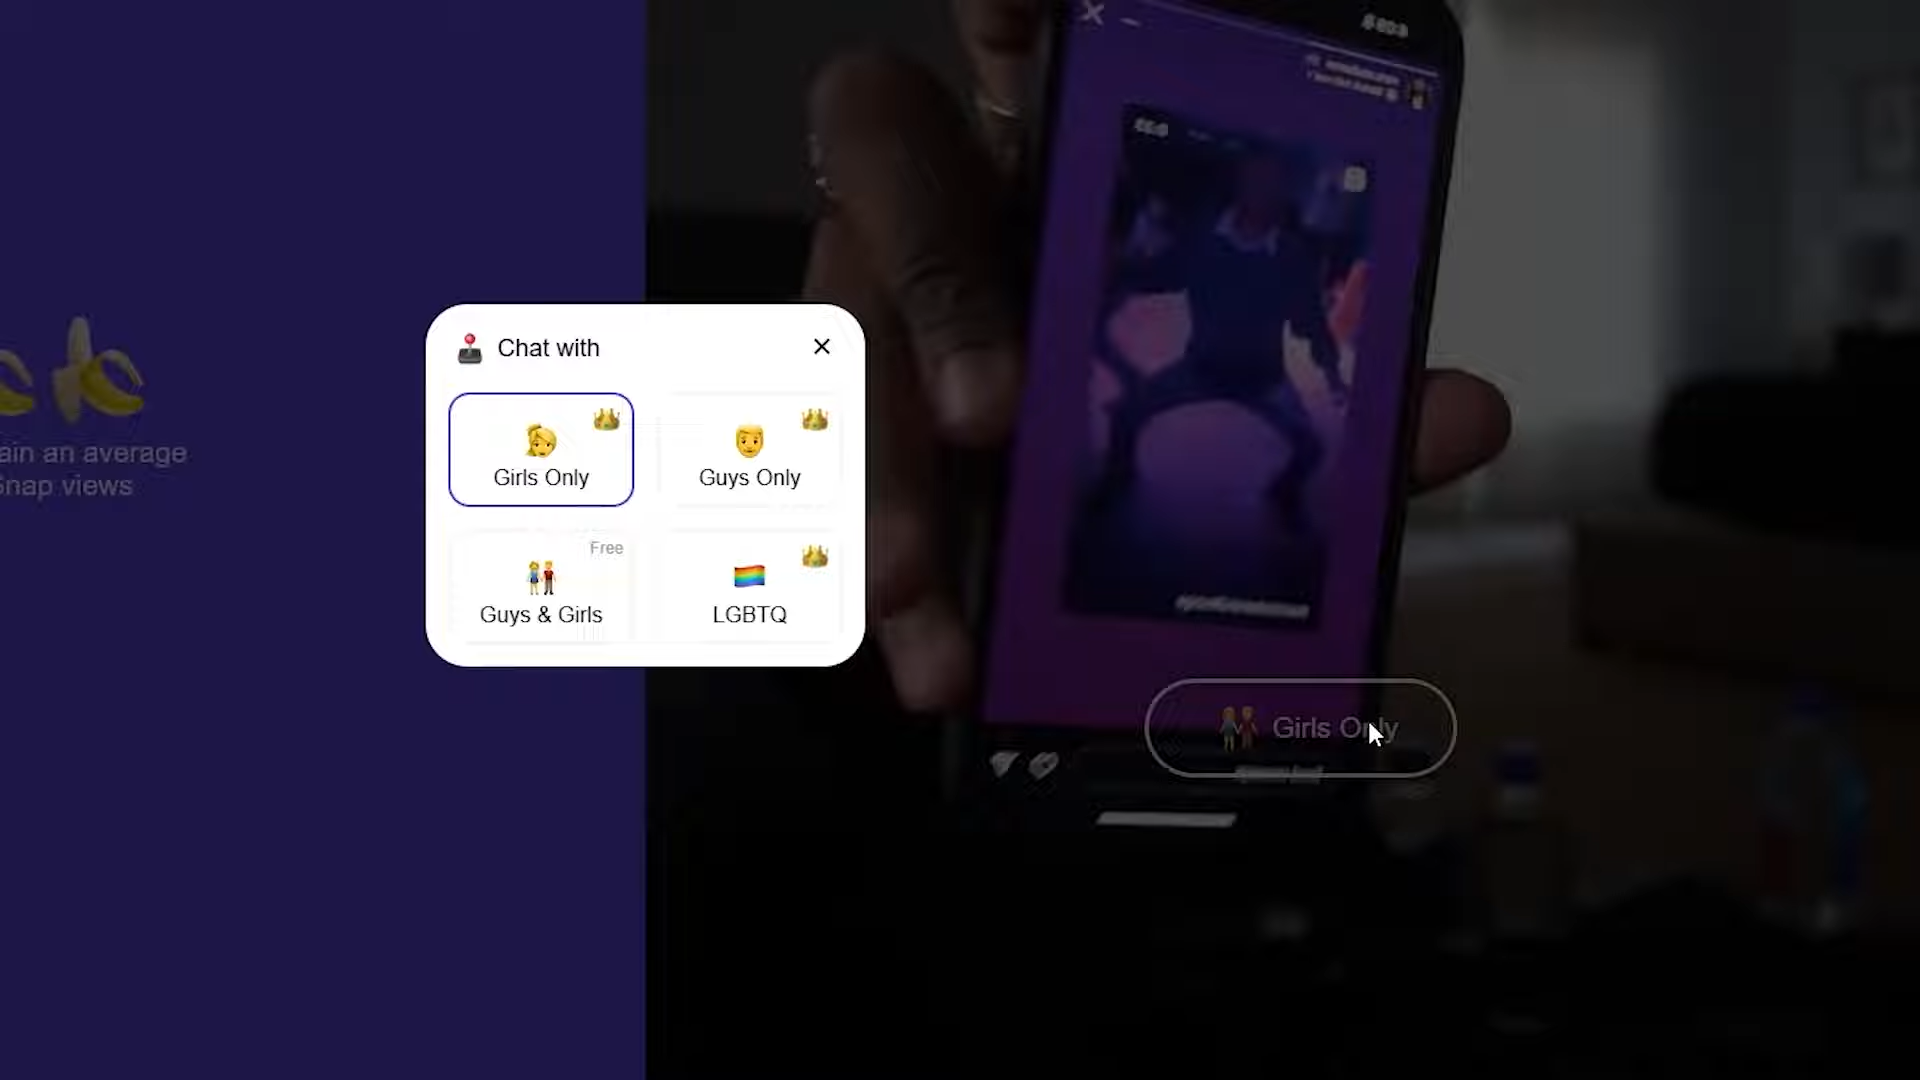 ain an average
Snap views
Chat with
Girls Only
Guys Only
Free
Guys & Girls
LGBTQ
Girls Only